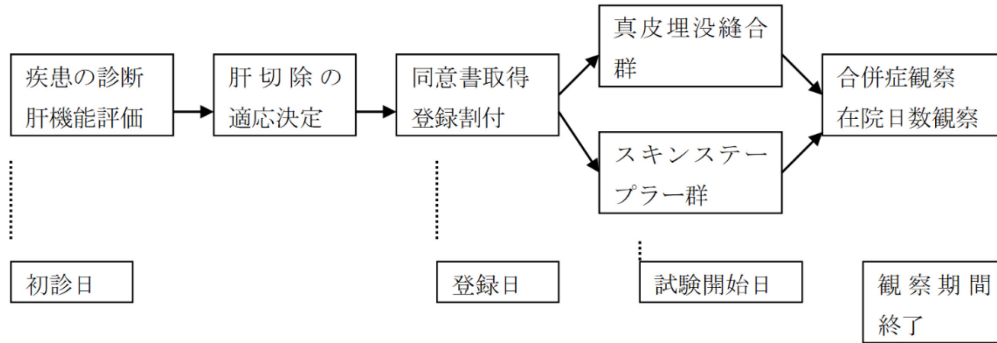 疾患の診断
肝機能評価
肝切除の
適応決定
同意書取得
登録割付
真皮埋没縫合
群
スキンステー
プラー群
合併症観察
在院日数観察
初診日
登録日
試験開始日
観察期間
終了